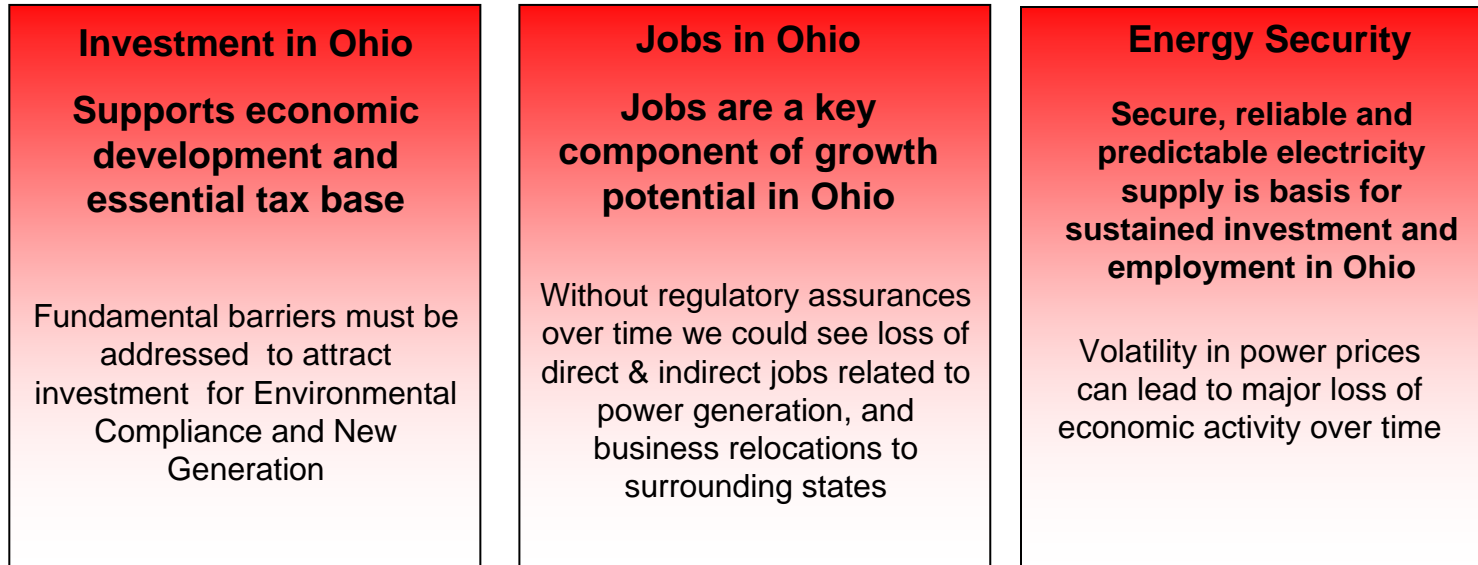 Investment in Ohio
Supports economic
development and
essential tax base
Fundamental barriers must be
addressed  to attract
investment  for Environmental
Compliance and New
Generation
Jobs in Ohio
Jobs are a key
component of growth
potential in Ohio
Without regulatory assurances
over time we could see loss of
direct & indirect jobs related to
power generation, and
business relocations to
surrounding states
Energy Security
Secure, reliable and
predictable electricity
supply is basis for
sustained investment and
employment in Ohio
Volatility in power prices
can lead to major loss of
economic activity over time